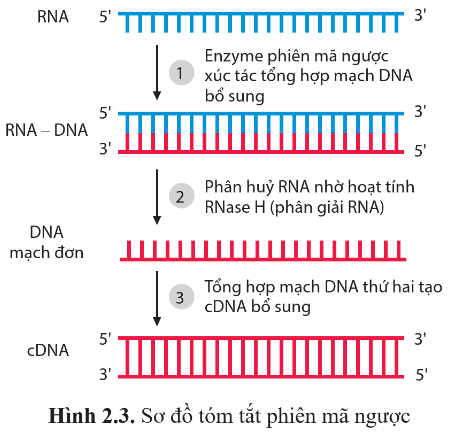 RNA 5' 3'
1 Enzyme phiên mã ngược
xúc tác tổng hợp mạch DNA
bổ sung
5' 3'
RNA – DNA
3' 5'
2 Phân huỷ RNA nhờ hoạt tính
RNase H (phân giải RNA)
DNA
mạch đơn
3 Tổng hợp mạch DNA thứ hai tạo
cDNA bổ sung
5' 3'
cDNA
3' 5'
Hình 2.3. Sơ đồ tóm tắt phiên mã ngược